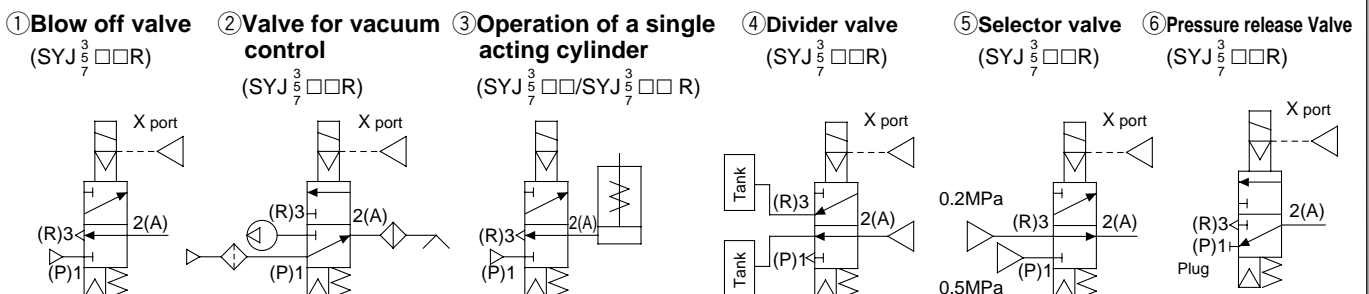 ①Blow off valve
(SYJ 3 5 7 □□R)
X port
(R)3
2(A)
(P)1
②Valve for vacuum
control
(SYJ 3 5 7 □□R)
X port
(R)3
2(A)
(P)1
③Operation of a single
acting cylinder
(SYJ 3 5 7 □□/SYJ 3 5 7 □□ R)
X port
(R)3
2(A)
(P)1
④Divider valve
(SYJ 3 5 7 □□R)
X port
Tank
(R)3
2(A)
(P)1
Tank
⑤Selector valve
(SYJ 3 5 7 □□R)
X port
0.2MPa
(R)3
2(A)
(P)1
0.5MPa
⑥Pressure release Valve
(SYJ 3 5 7 □□R)
X port
(R)3
2(A)
(P)1
Plug